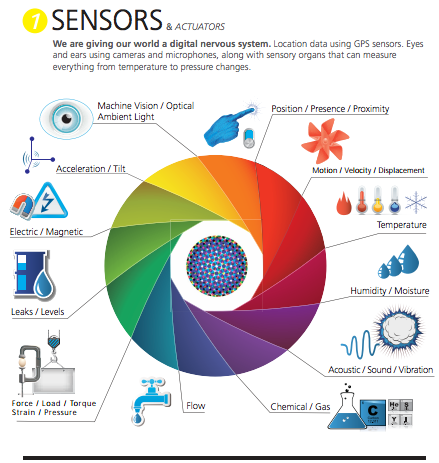 1 SENSORS & ACTUATORS
We are giving our world a digital nervous system. Location data using GPS sensors. Eyes
and ears using cameras and microphones, along with sensory organs that can measure
everything from temperature to pressure changes.
Machine Vision / Optical
Ambient Light
Position / Presence / Proximity
Acceleration / Tilt
Motion / Velocity / Displacement
Electric / Magnetic
Temperature
Leaks / Levels
Humidity / Moisture
Acoustic / Sound / Vibration
Force / Load / Torque
Strain / Pressure
Flow
Chemical / Gas
C